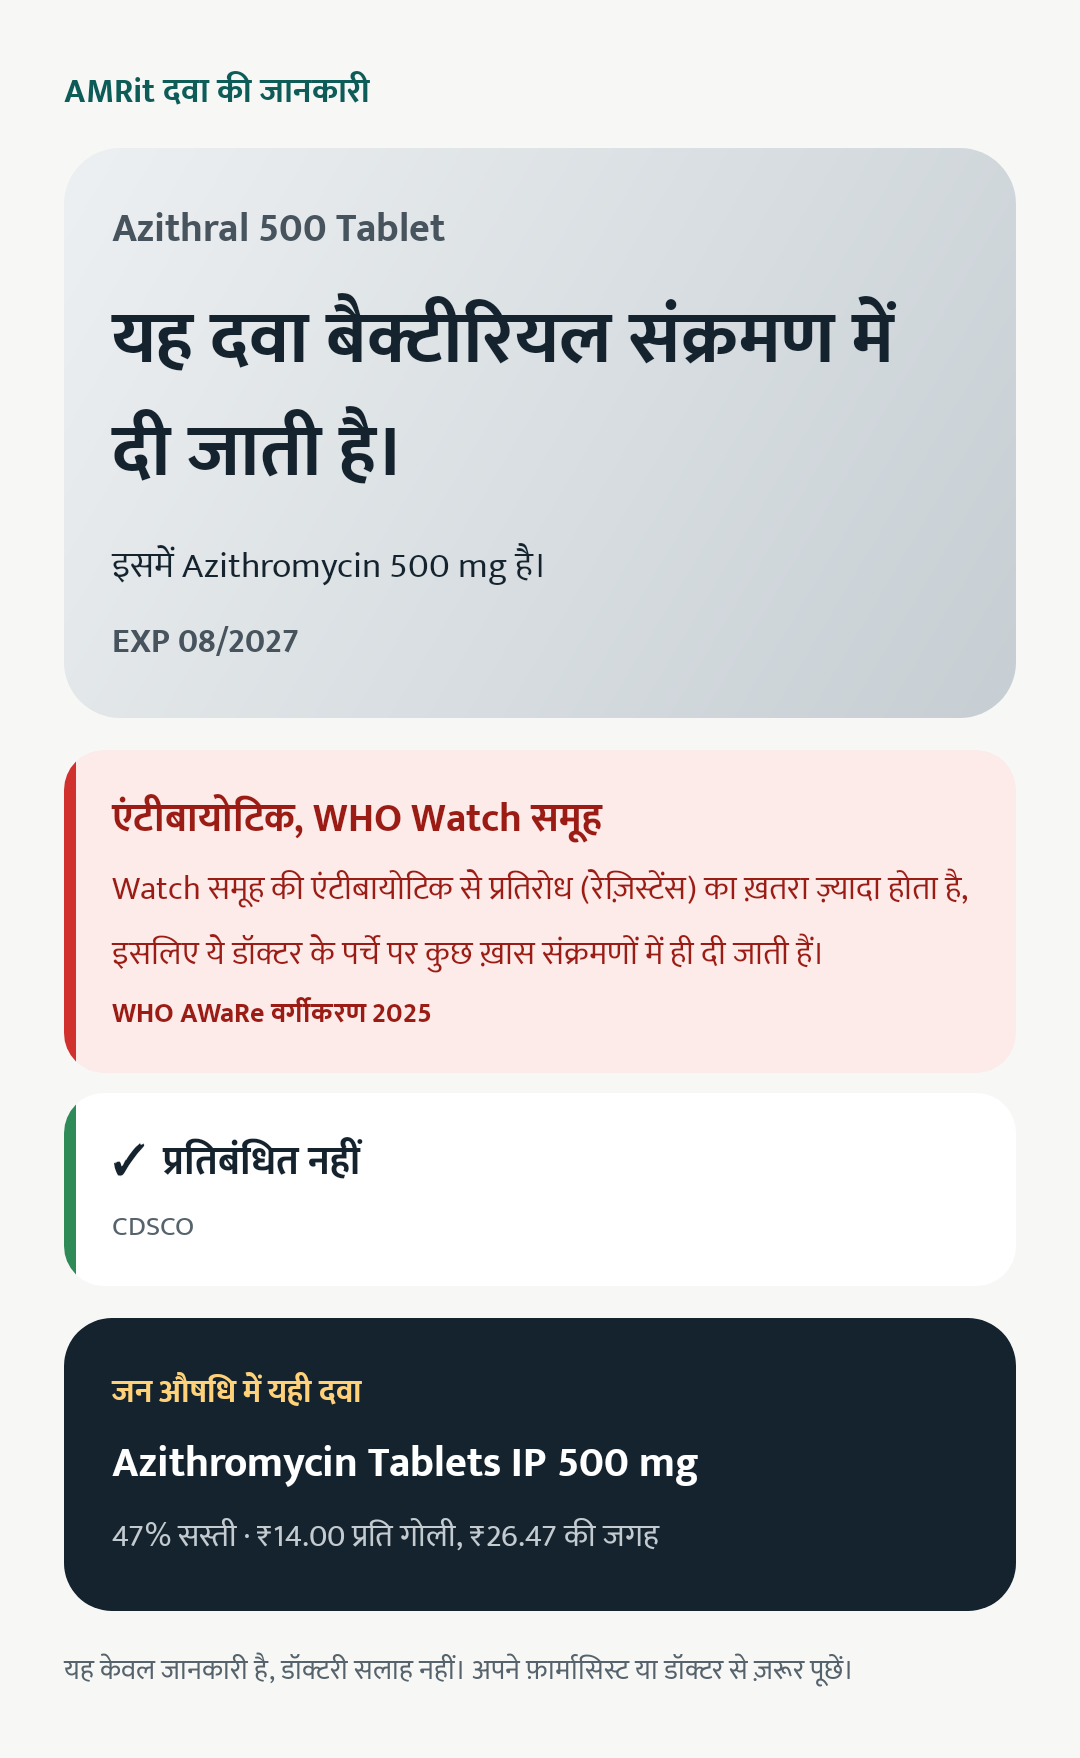 AMRit दवा की जानकारी
Azithral 500 Tablet
यह दवा बैक्टीरियल संक्रमण में
दी जाती है।
इसमें Azithromycin 500 mg है।
EXP 08/2027
एंटीबायोटिक, WHO Watch समूह
Watch समूह की एंटीबायोटिक से प्रतिरोध (रेज़िस्टेंस) का ख़तरा ज़्यादा होता है,
इसलिए ये डॉक्टर के पर्चे पर कुछ ख़ास संक्रमणों में ही दी जाती हैं।
WHO AWaRe वर्गीकरण 2025
✓ प्रतिबंधित नहीं
CDSCO
जन औषधि में यही दवा
Azithromycin Tablets IP 500 mg
47% सस्ती · ₹14.00 प्रति गोली, ₹26.47 की जगह
यह केवल जानकारी है, डॉक्टरी सलाह नहीं। अपने फ़ार्मासिस्ट या डॉक्टर से ज़रूर पूछें।